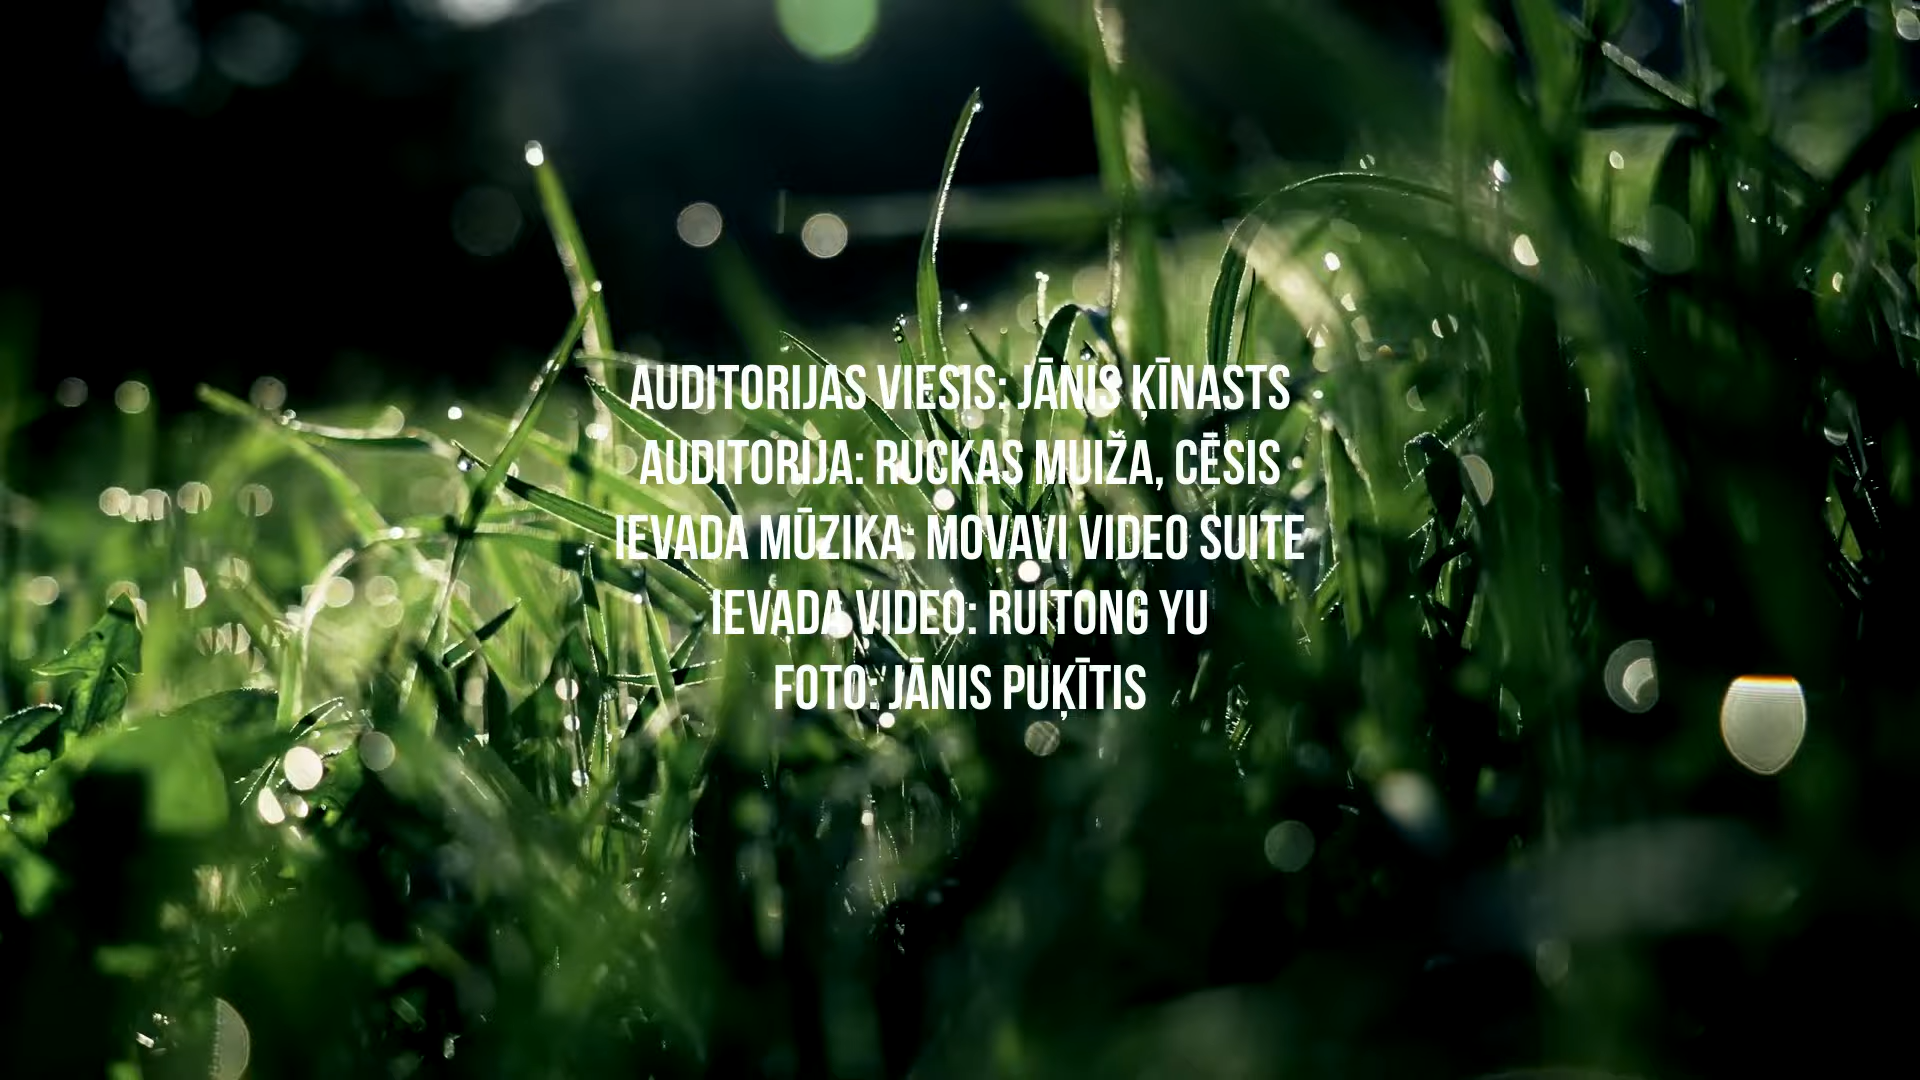 AUDITORIJAS VIESIS: JĀNIS ĶĪNASTS
AUDITORIJA: RUCKAS MUIŽA, CĒSIS
IEVADA MŪZIKA: MOVAVI VIDEO SUITE
IEVADA VIDEO: RUITONG YU
FOTO: JĀNIS PUĶĪTIS